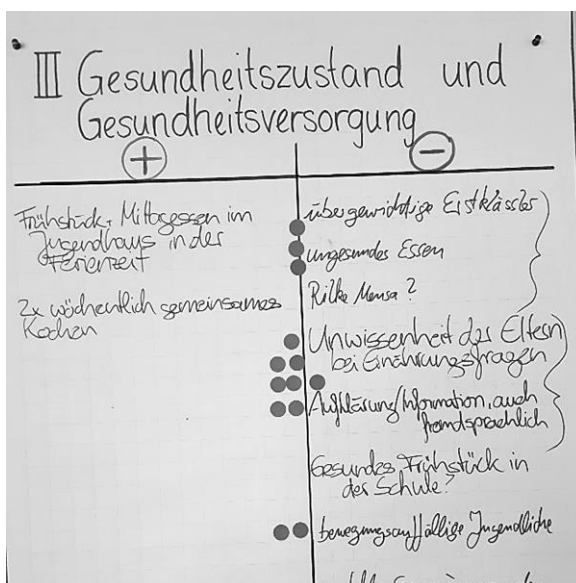 III Gesundheitszustand und
Gesundheitsversorgung
+
-
Frühstück, Mittagessen im
Jugendhaus in der
Ferienzeit
2x wöchentlich gemeinsames
Kochen
übergewichtige Erstklässler
ungesundes Essen
Rilke Mensa?
Unwissenheit der Eltern
bei Ernährungsfragen
Aufklärung/Information, auch
fremdsprachlich
Gesundes Frühstück in
der Schule?
bewegungsauffällige Jugendliche